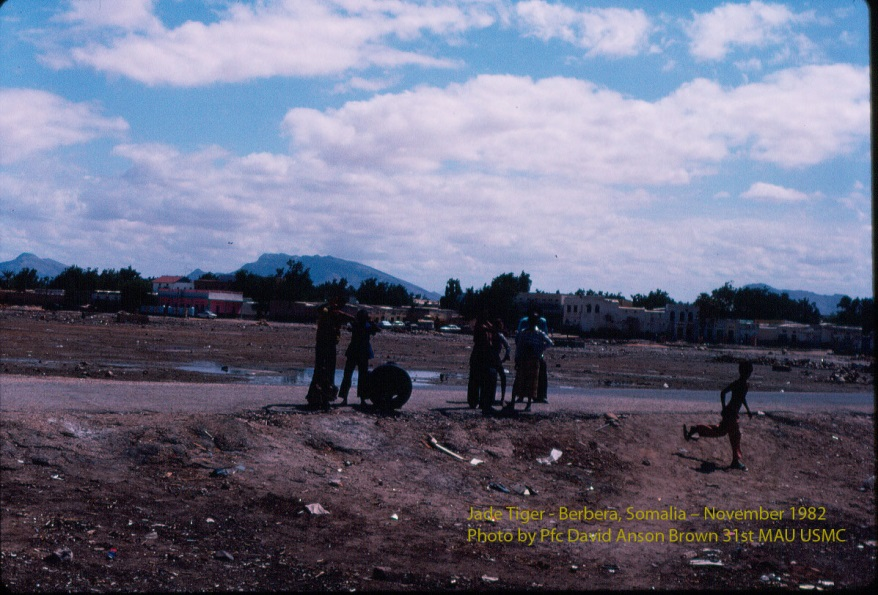 Jade Tiger - Berbera, Somalia – November 1982
Photo by Pfc David Anson Brown 31st MAU USMC